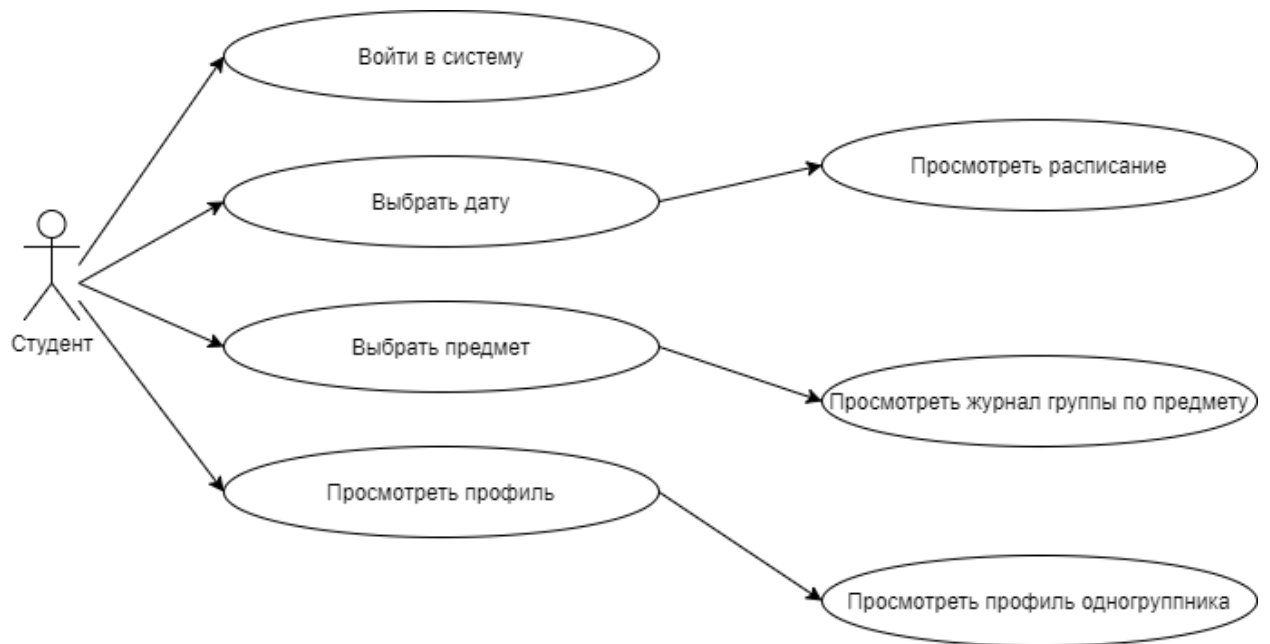 Войти в систему
Просмотреть расписание
Выбрать дату
Студент
Выбрать предмет
Просмотреть журнал группы по предмету
Просмотреть профиль
Просмотреть профиль одногруппника